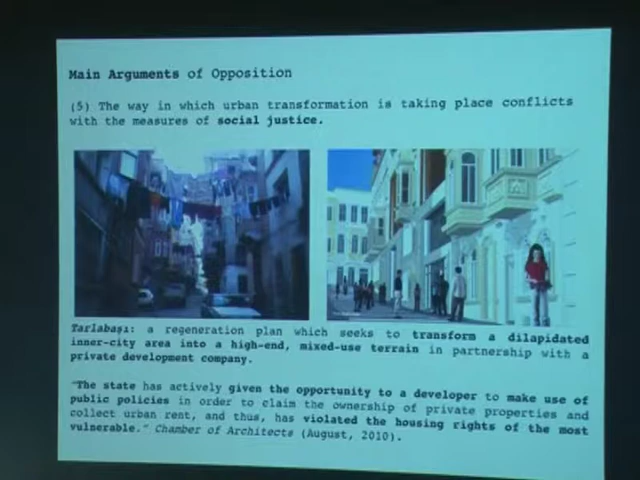 Main Arguments of Opposition
(5) The way in which urban transformation is taking place conflicts
with the measures of social justice.
Tarlabaşı: a regeneration plan which seeks to transform a dilapidated
inner-city area into a high-end, mixed-use terrain in partnership with a
private development company.
"The state has actively given the opportunity to a developer to make use of
public policies in order to claim the ownership of private properties and
collect urban rent, and thus, has violated the housing rights of the most
vulnerable." Chamber of Architects (August, 2010).